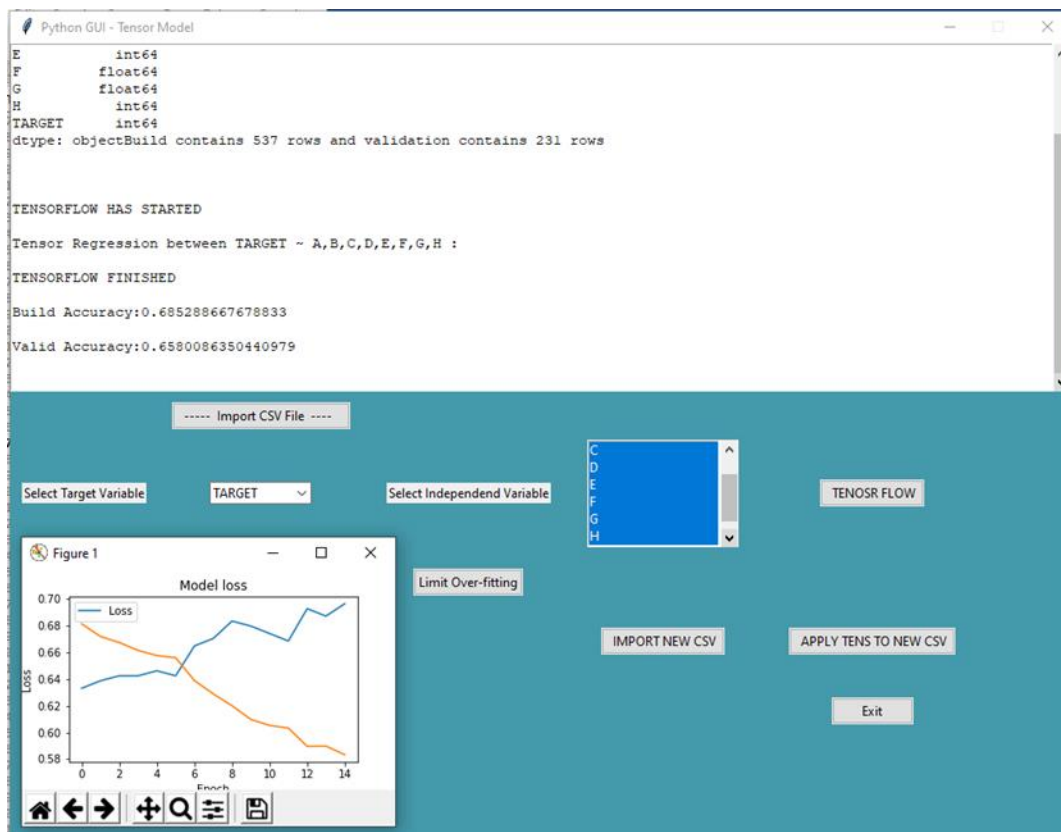 Python GUI - Tensor Model
E int64
F float64
G float64
H int64
TARGET int64
dtype: objectBuild contains 537 rows and validation contains 231 rows
TENSORFLOW HAS STARTED
Tensor Regression between TARGET ~ A,B,C,D,E,F,G,H :
TENSORFLOW FINISHED
Build Accuracy:0.685288667678833
Valid Accuracy:0.6580086350440979
----- Import CSV File ----
Select Target Variable
TARGET
Select Independend Variable
C
D
E
F
G
H
TENOSR FLOW
Limit Over-fitting
IMPORT NEW CSV
APPLY TENS TO NEW CSV
Exit
Figure 1
Model loss
Loss
Loss
0.70
0.68
0.66
0.64
0.62
0.60
0.58
0 2 4 6 8 10 12 14
Epoch